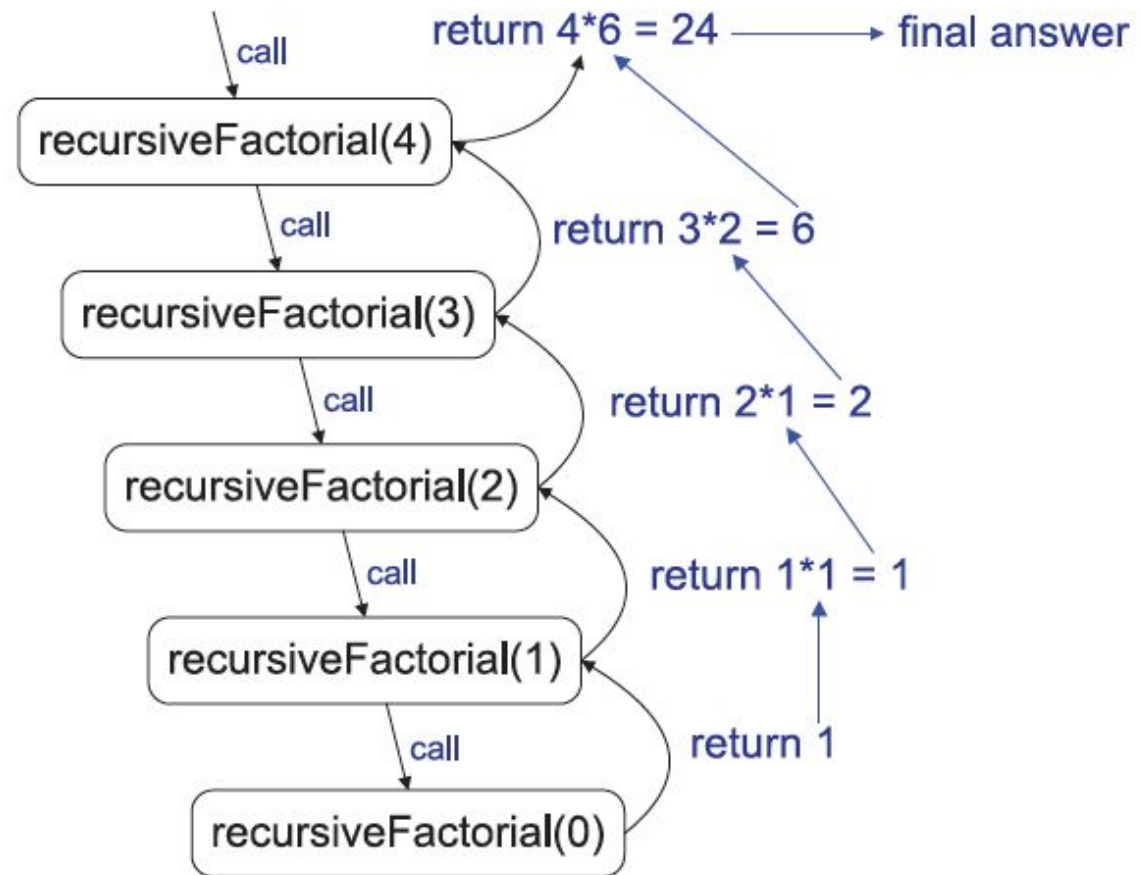 return 4*6 = 24
final answer
call
recursiveFactorial(4)
call
return 3*2 = 6
recursiveFactorial(3)
call
return 2*1 = 2
recursiveFactorial(2)
call
return 1*1 = 1
recursiveFactorial(1)
call
return 1
recursiveFactorial(0)